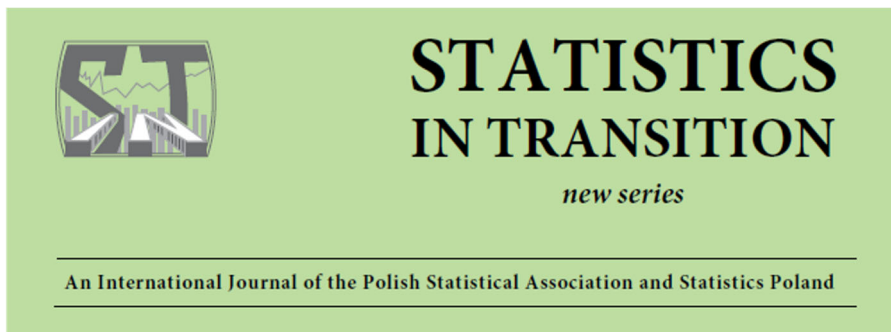 STATISTICS
IN TRANSITION
new series
An International Journal of the Polish Statistical Association and Statistics Poland